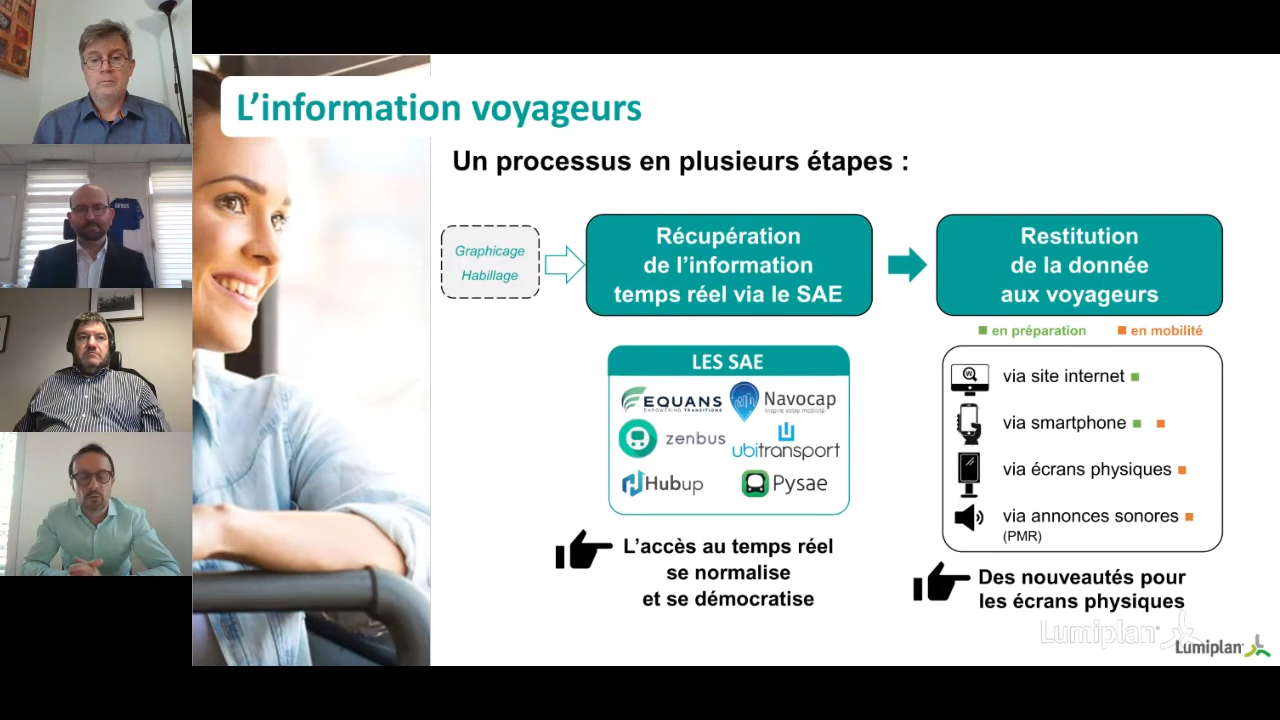 L'information voyageurs
Un processus en plusieurs étapes :
Graphicage
Habillage
Récupération
de l'information
temps réel via le SAE
Restitution
de la donnée
aux voyageurs
en préparation
en mobilité
LES SAE
EQUANS
EMPOWERING TRANSITIONS
Navocap
Inspire votre mobilité
zenbus
ubitransport
Hubup
Pysae
via site internet
via smartphone
via écrans physiques
via annonces sonores
(PMR)
L'accès au temps réel
se normalise
et se démocratise
Des nouveautés pour
les écrans physiques
Lumiplan
Lumiplan